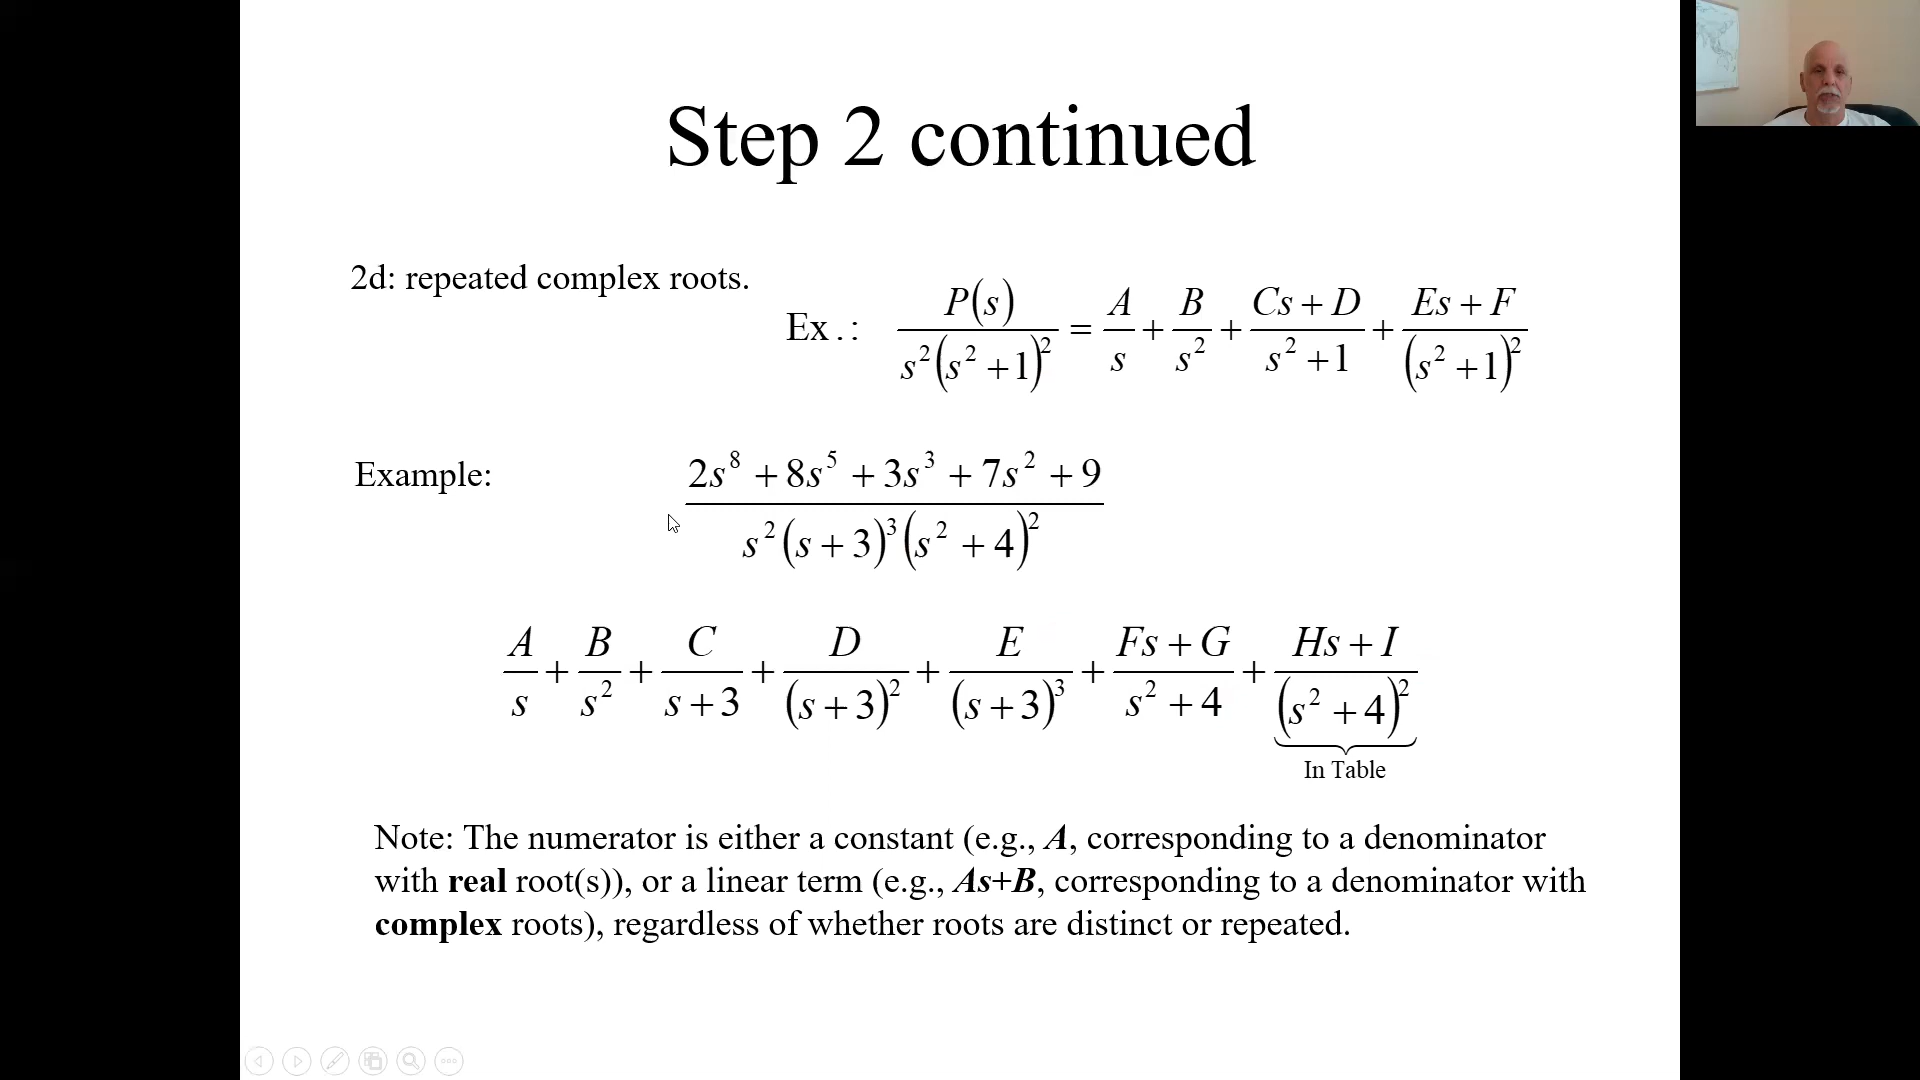 Step 2 continued
2d: repeated complex roots.
Ex.: P(s) / s²(s² + 1)² = A/s + B/s² + (Cs + D)/(s² + 1) + (Es + F)/(s² + 1)²
Example: (2s⁸ + 8s⁵ + 3s³ + 7s² + 9) / s²(s + 3)³(s² + 4)²
A/s + B/s² + C/(s + 3) + D/(s + 3)² + E/(s + 3)³ + (Fs + G)/(s² + 4) + (Hs + I)/(s² + 4)²
In Table
Note: The numerator is either a constant (e.g., A, corresponding to a denominator
with real root(s)), or a linear term (e.g., As+B, corresponding to a denominator with
complex roots), regardless of whether roots are distinct or repeated.